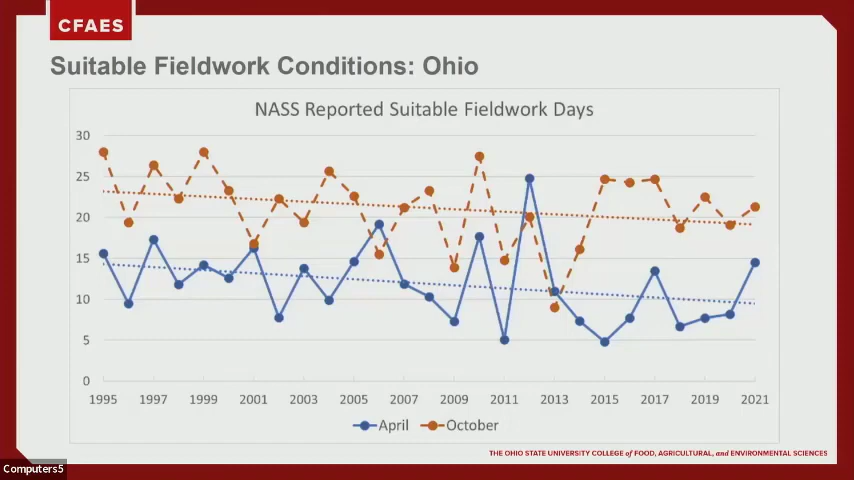 CFAES
Suitable Fieldwork Conditions: Ohio
NASS Reported Suitable Fieldwork Days
30
25
20
15
10
5
0
1995 1997 1999 2001 2003 2005 2007 2009 2011 2013 2015 2017 2019 2021
April October
THE OHIO STATE UNIVERSITY COLLEGE of FOOD, AGRICULTURAL, and ENVIRONMENTAL SCIENCES
Computers5